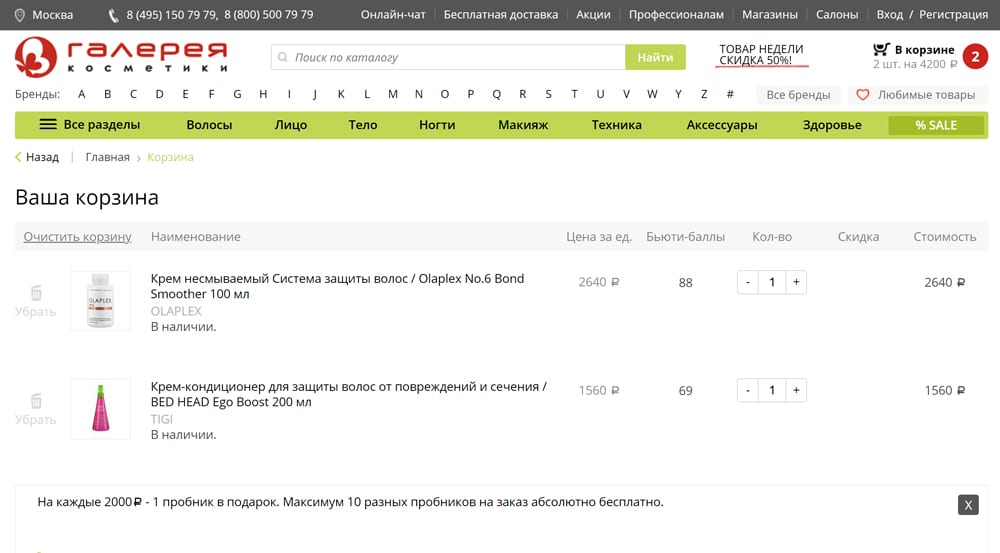 Москва 8 (495) 150 79 79, 8 (800) 500 79 79 Онлайн-чат Бесплатная доставка Акции Профессионалам Магазины Салоны Вход / Регистрация
галерея
косметики
Поиск по каталогу Найти
ТОВАР НЕДЕЛИ
СКИДКА 50%!
В корзине
2 шт. на 4200 ₽
2
Бренды: A B C D E F G H I J K L M N O P Q R S T U V W Y Z # Все бренды Любимые товары
Все разделы Волосы Лицо Тело Ногти Макияж Техника Аксессуары Здоровье % SALE
Назад | Главная › Корзина
Ваша корзина
Очистить корзину Наименование Цена за ед. Бьюти-баллы Кол-во Скидка Стоимость
Убрать
OLAPLEX
Крем несмываемый Система защиты волос / Olaplex No.6 Bond
Smoother 100 мл
OLAPLEX
В наличии.
2640 ₽ 88 - 1 + 2640 ₽
Убрать
Крем-кондиционер для защиты волос от повреждений и сечения /
BED HEAD Ego Boost 200 мл
TIGI
В наличии.
1560 ₽ 69 - 1 + 1560 ₽
На каждые 2000₽ - 1 пробник в подарок. Максимум 10 разных пробников на заказ абсолютно бесплатно.
X